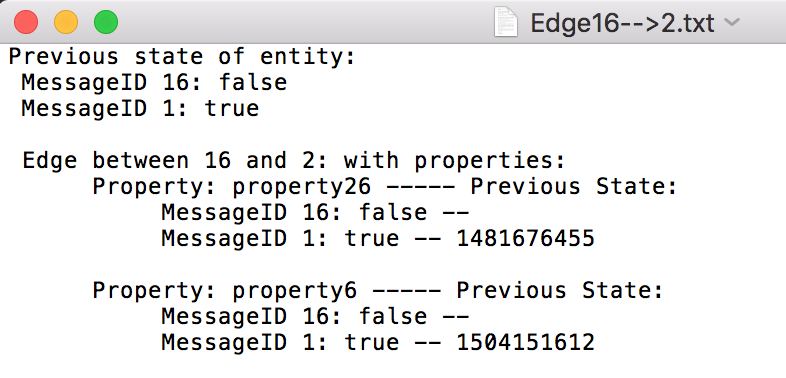 Edge16-->2.txt
Previous state of entity:
MessageID 16: false
MessageID 1: true
Edge between 16 and 2: with properties:
Property: property26 ----- Previous State:
MessageID 16: false --
MessageID 1: true -- 1481676455
Property: property6 ----- Previous State:
MessageID 16: false --
MessageID 1: true -- 1504151612